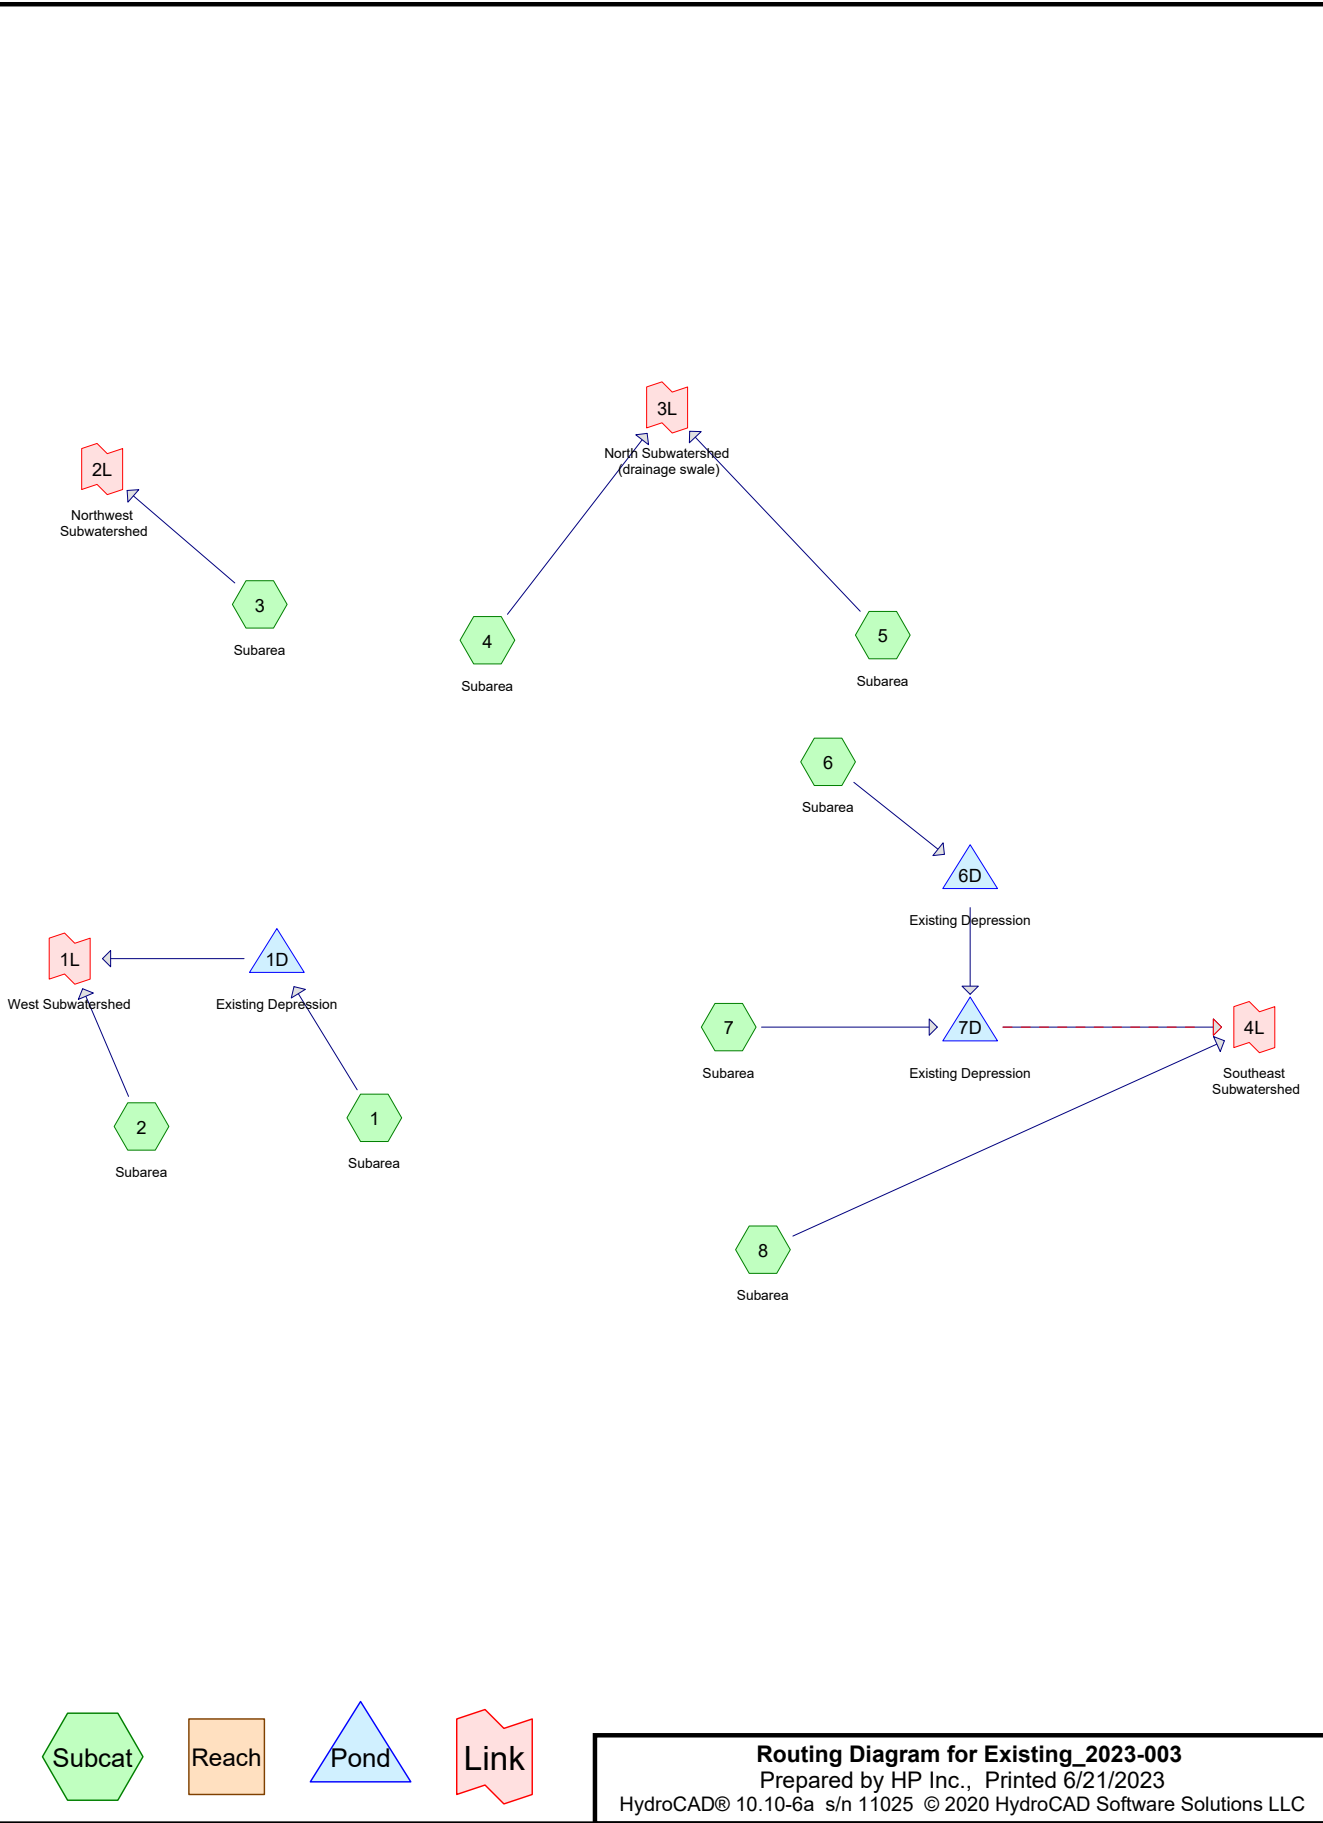 3L
North Subwatershed
(drainage swale)
2L
Northwest
Subwatershed
3
Subarea
4
Subarea
5
Subarea
6
Subarea
6D
Existing Depression
1L
West Subwatershed
1D
Existing Depression
7
Subarea
7D
Existing Depression
4L
Southeast
Subwatershed
2
Subarea
1
Subarea
8
Subarea
Subcat
Reach
Pond
Link
Routing Diagram for Existing_2023-003
Prepared by HP Inc., Printed 6/21/2023
HydroCAD® 10.10-6a s/n 11025 © 2020 HydroCAD Software Solutions LLC